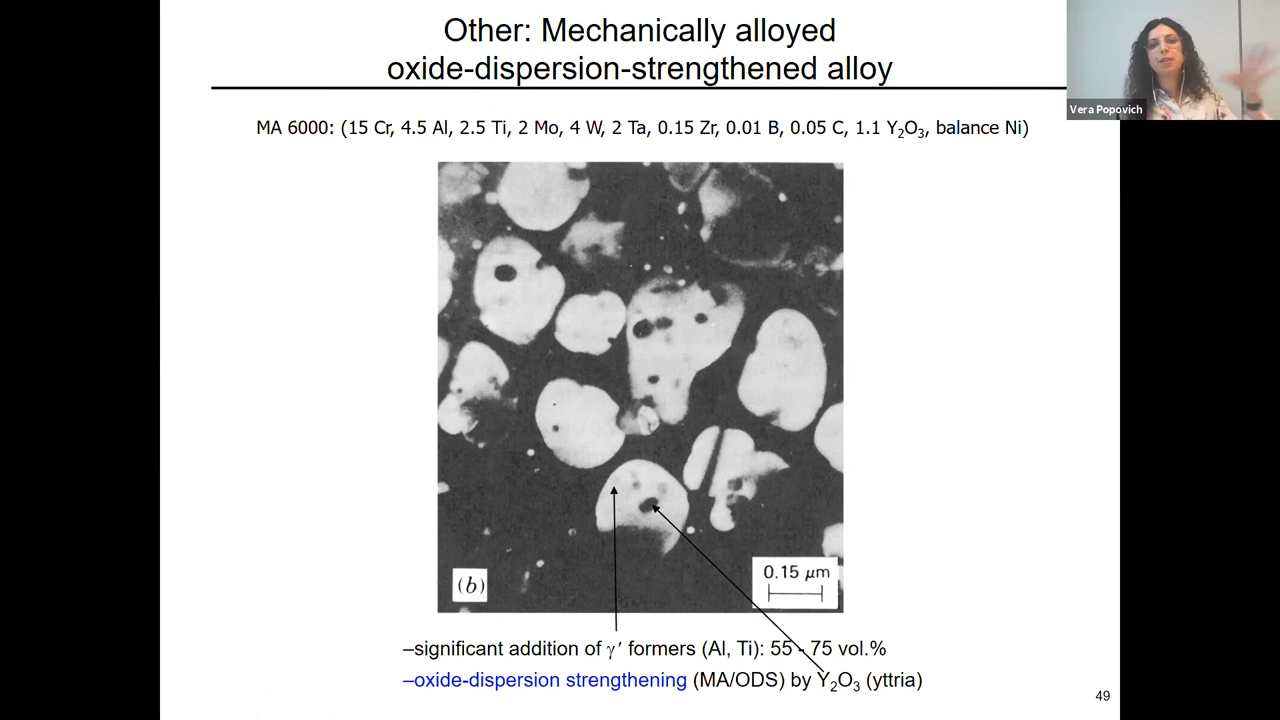 Other: Mechanically alloyed
oxide-dispersion-strengthened alloy
Vera Popovich
MA 6000: (15 Cr, 4.5 Al, 2.5 Ti, 2 Mo, 4 W, 2 Ta, 0.15 Zr, 0.01 B, 0.05 C, 1.1 Y₂O₃, balance Ni)
(b)
0.15 μm
–significant addition of γ′ formers (Al, Ti): 55 - 75 vol.%
–oxide-dispersion strengthening (MA/ODS) by Y₂O₃ (yttria)
49